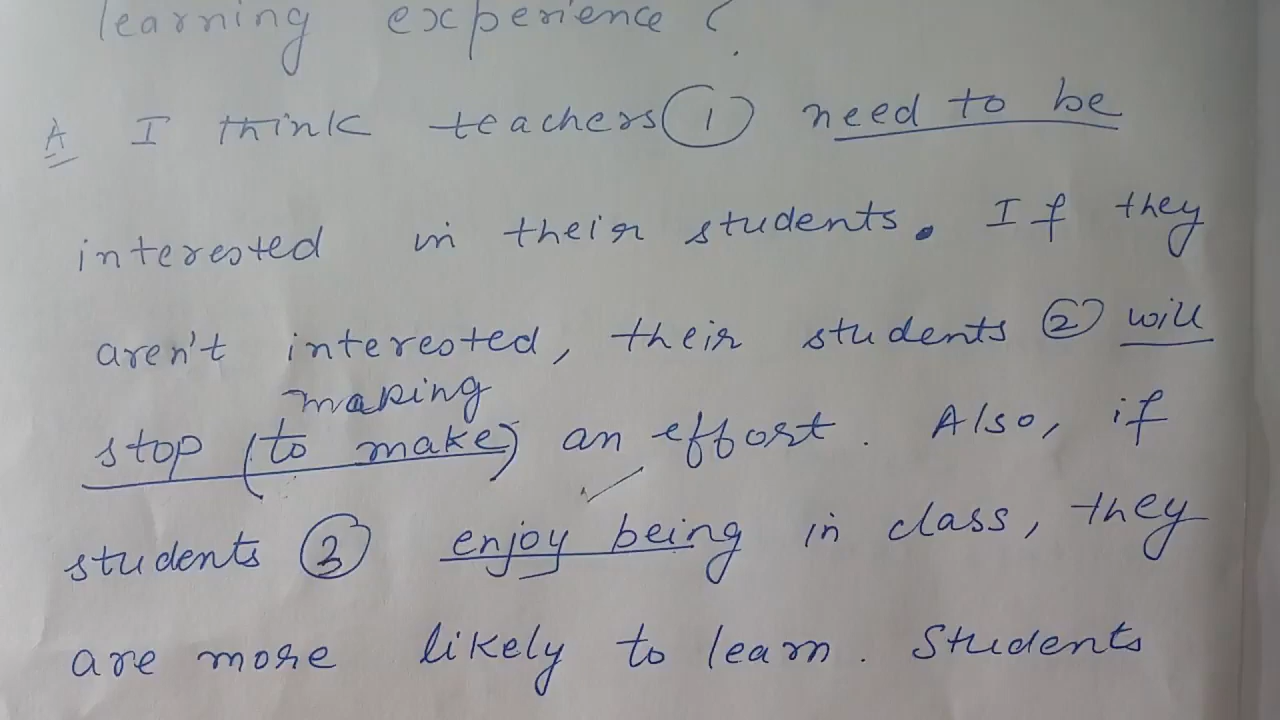 learning experience?
A I think teachers ① need to be
interested in their students. If they
aren't interested, their students ② will
making
stop (to make) an effort. Also, if
students ③ enjoy being in class, they
are more likely to learn. Students